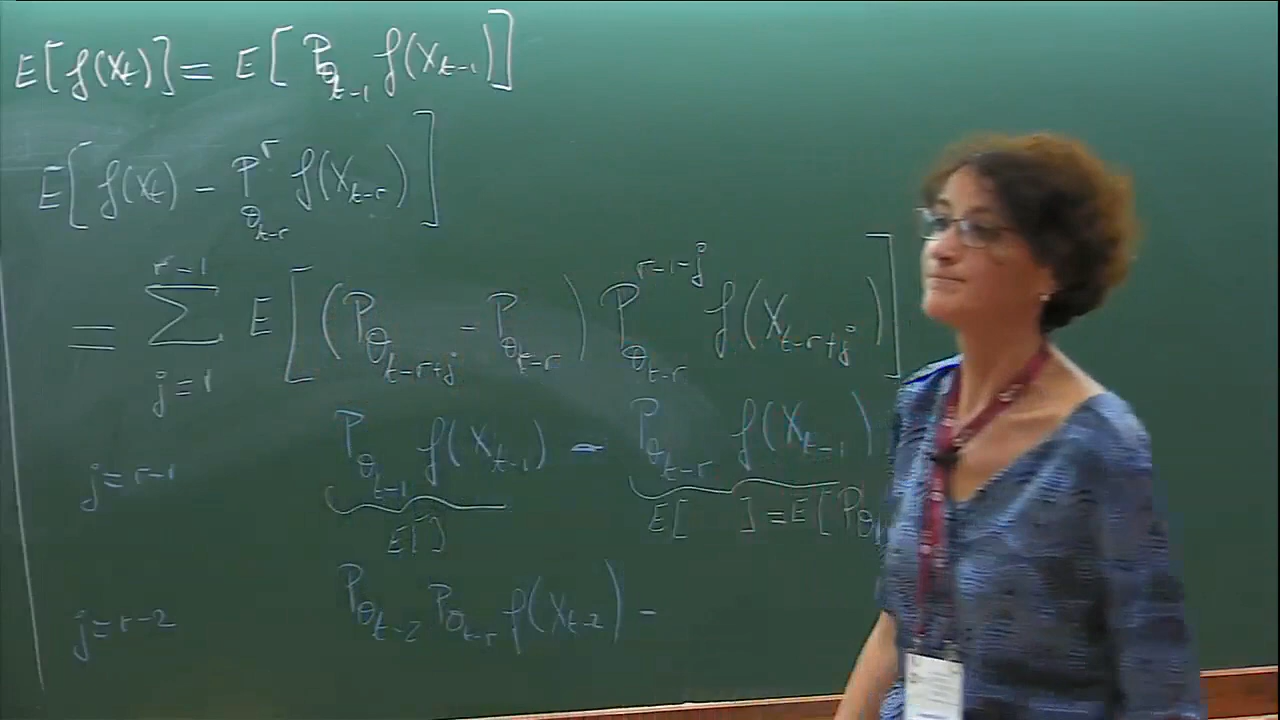 E[f(X_t)] = E[P_{θ_{t-1}} f(X_{t-1})]
E[f(X_t) - P^r_{θ_{t-r}} f(X_{t-r})]
= \sum_{j=1}^{r-1} E[(P_{θ_{t-r+j}} - P_{θ_{t-r}}) P^{r-1-j}_{θ_{t-r}} f(X_{t-r+j})]
j=r-1 P_{θ_{t-1}} f(X_{t-1}) - P_{θ_{t-r}} f(X_{t-1})
E[] E[ ] = E[P_θ
j=r-2 P_{θ_{t-2}} P_{θ_{t-r}} f(X_{t-2}) -